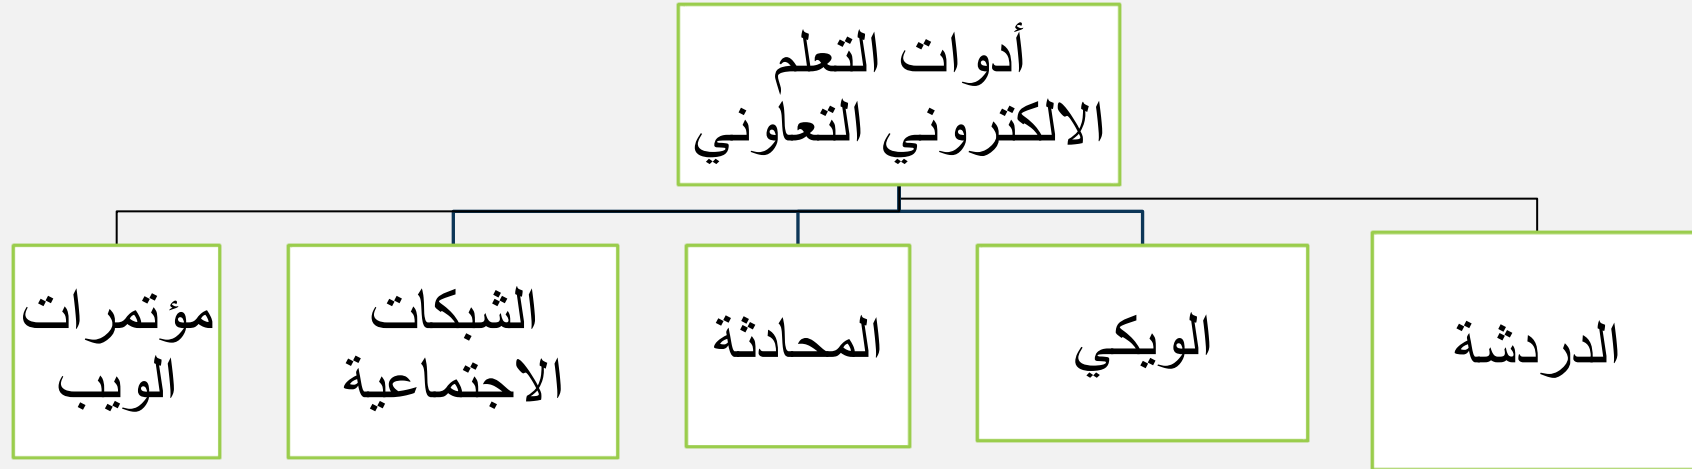 أدوات التعلم
الالكتروني التعاوني
الدردشة
الويكي
المحادثة
الشبكات
الاجتماعية
مؤتمرات
الويب